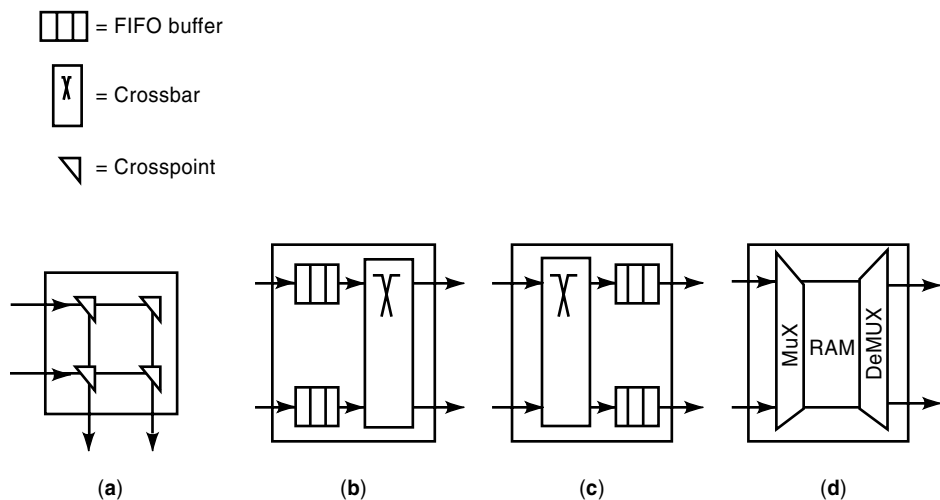 = FIFO buffer
= Crossbar
= Crosspoint
MuX
RAM
DeMUX
(a)
(b)
(c)
(d)